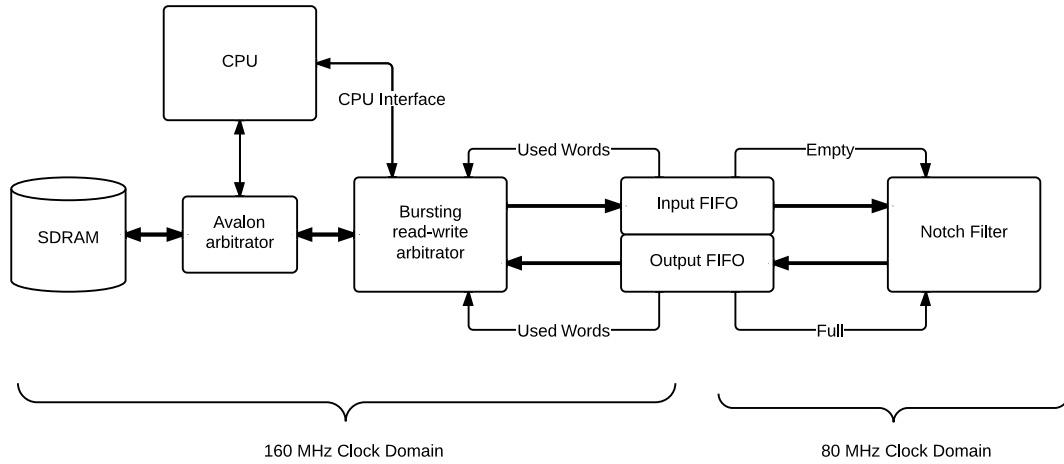 CPU
CPU Interface
Used Words
Empty
SDRAM
Avalon
arbitrator
Bursting
read-write
arbitrator
Input FIFO
Output FIFO
Notch Filter
Used Words
Full
160 MHz Clock Domain
80 MHz Clock Domain